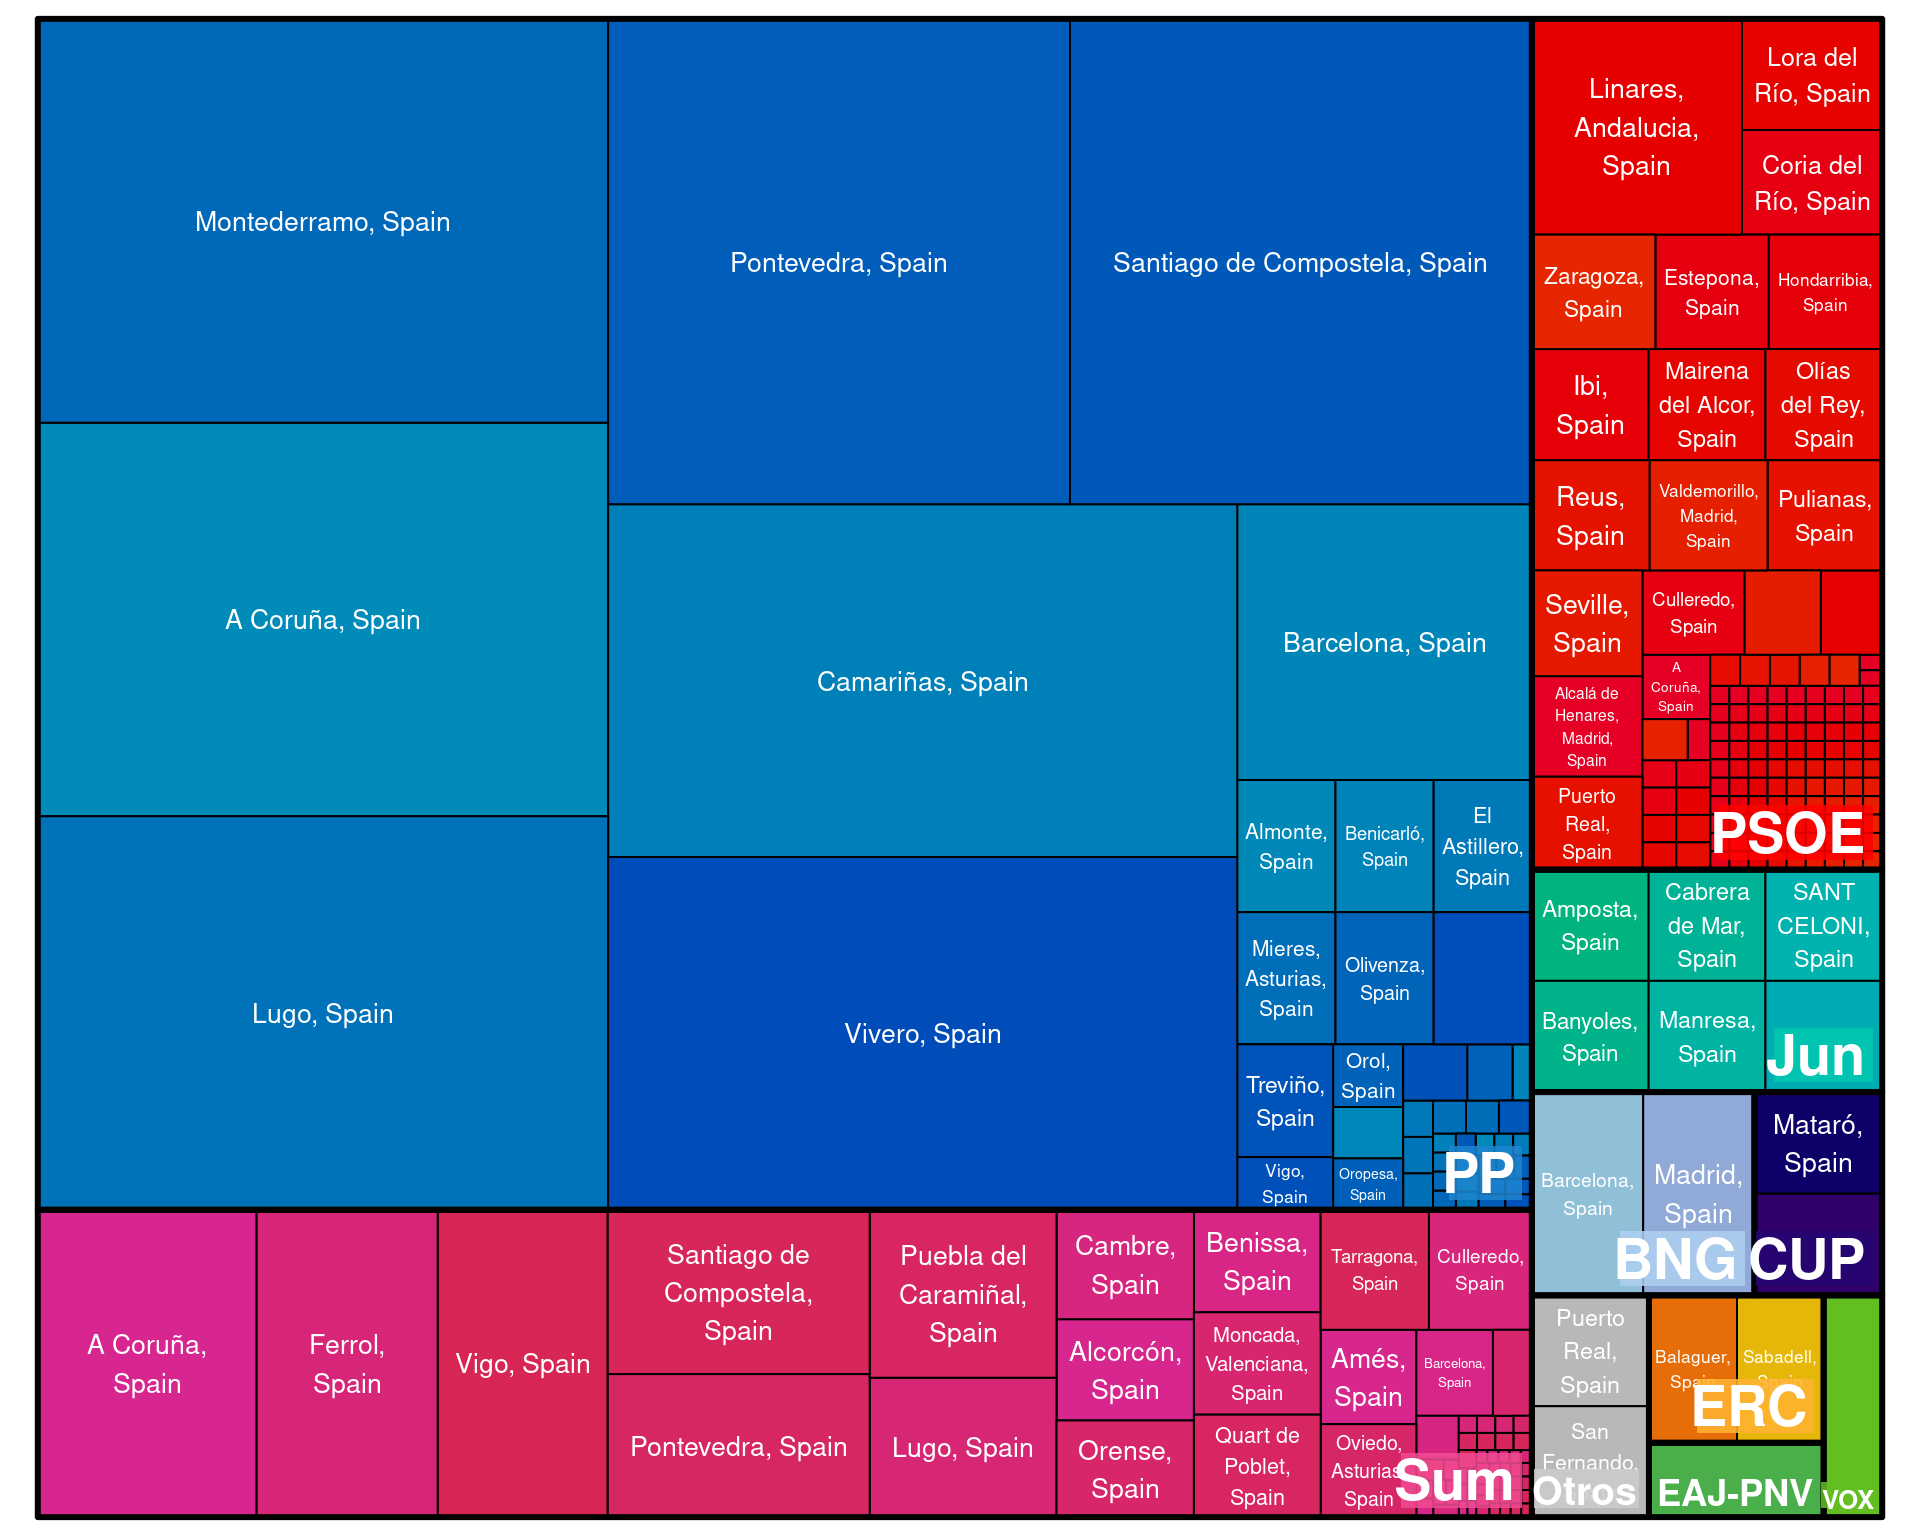 Montederramo, Spain
A Coruña, Spain
Lugo, Spain
Pontevedra, Spain
Santiago de Compostela, Spain
Camariñas, Spain
Vivero, Spain
Barcelona, Spain
Almonte,
Spain
Benicarló,
Spain
El
Astillero,
Spain
Mieres,
Asturias,
Spain
Olivenza,
Spain
Treviño,
Spain
Vigo,
Spain
Orol,
Spain
Oropesa,
Spain
PP
Linares,
Andalucia,
Spain
Lora del
Río, Spain
Coria del
Río, Spain
Zaragoza,
Spain
Estepona,
Spain
Hondarribia,
Spain
Ibi,
Spain
Mairena
del Alcor,
Spain
Olías
del Rey,
Spain
Reus,
Spain
Valdemorillo,
Madrid,
Spain
Pulianas,
Spain
Seville,
Spain
Culleredo,
Spain
A
Coruña,
Spain
Alcalá de
Henares,
Madrid,
Spain
Puerto
Real,
Spain
PSOE
Amposta,
Spain
Cabrera
de Mar,
Spain
SANT
CELONI,
Spain
Banyoles,
Spain
Manresa,
Spain
Jun
Barcelona,
Spain
Madrid,
Spain
BNG
Mataró,
Spain
CUP
A Coruña,
Spain
Ferrol,
Spain
Vigo, Spain
Santiago de
Compostela,
Spain
Pontevedra, Spain
Puebla del
Caramiñal,
Spain
Lugo, Spain
Cambre,
Spain
Alcorcón,
Spain
Orense,
Spain
Benissa,
Spain
Moncada,
Valenciana,
Spain
Quart de
Poblet,
Spain
Tarragona,
Spain
Culleredo,
Spain
Amés,
Spain
Barcelona,
Spain
Oviedo,
Asturias,
Spain
Sum
Puerto
Real,
Spain
San
Fernando,
Otros
Balaguer,
Spain
Sabadell,
Spain
ERC
EAJ-PNV
VOX